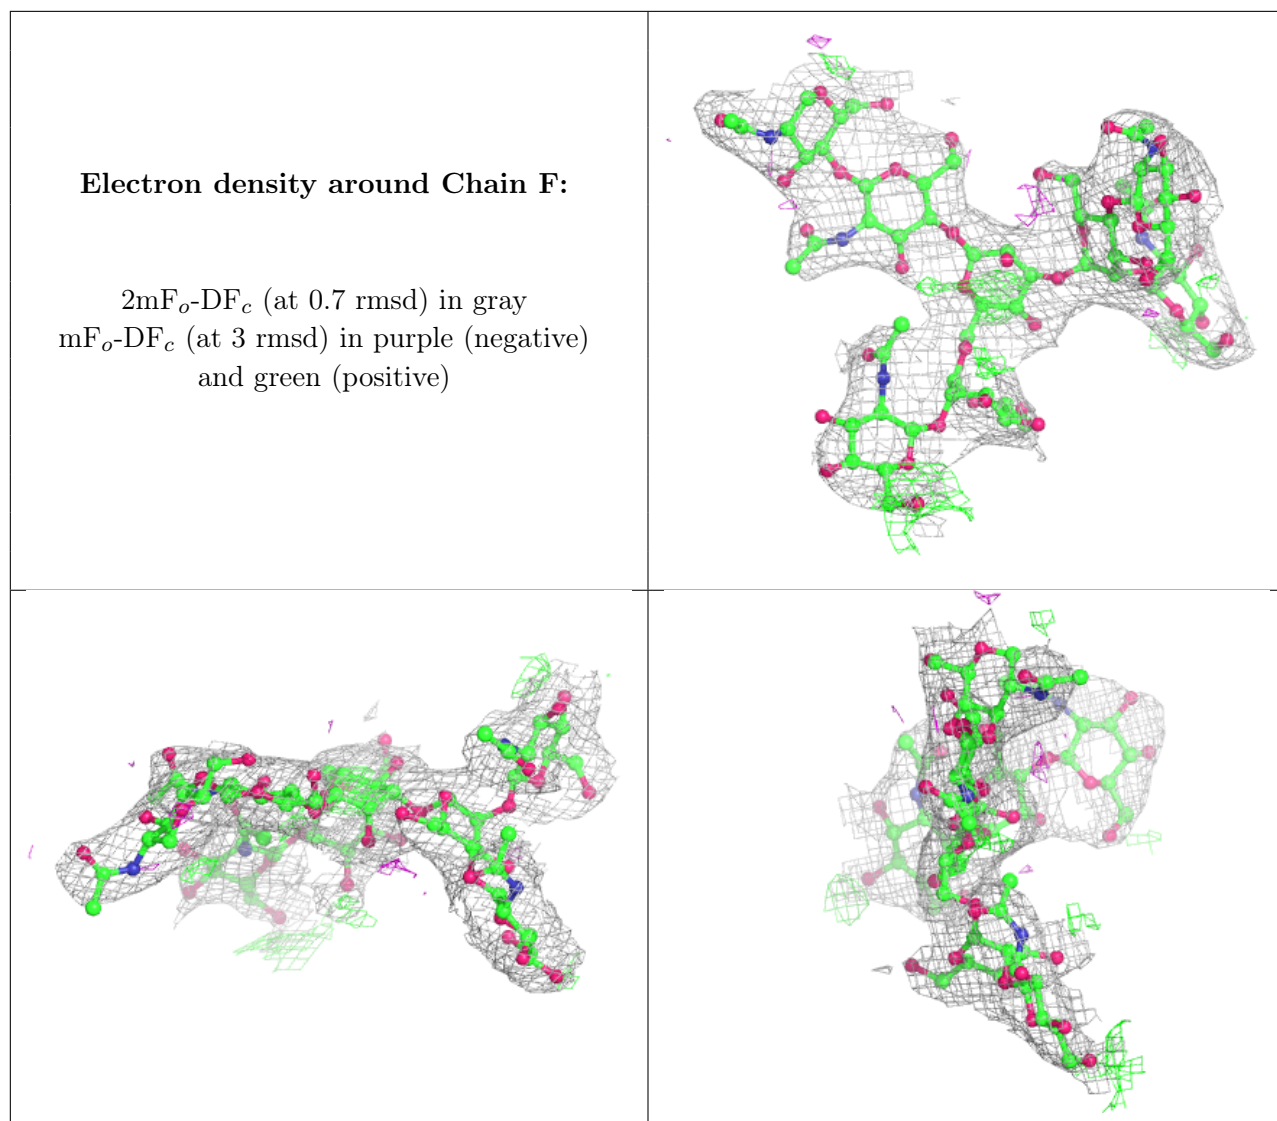 Electron density around Chain F:
2mFₒ-DF𝒸 (at 0.7 rmsd) in gray
mFₒ-DF𝒸 (at 3 rmsd) in purple (negative)
and green (positive)